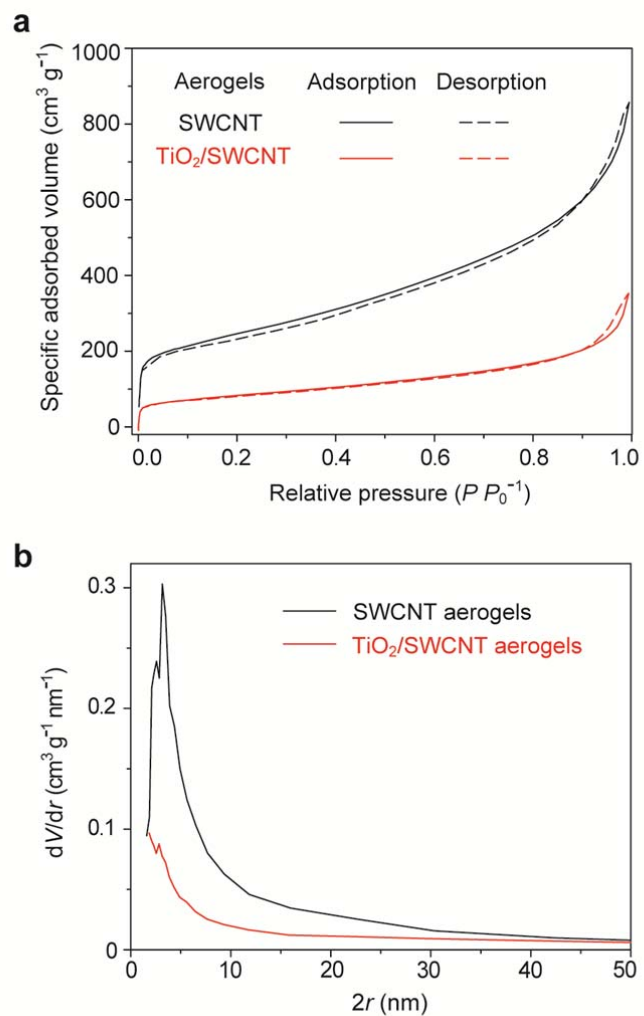 a
1000
800
600
400
200
0
Specific adsorbed volume (cm³ g⁻¹)
Aerogels Adsorption Desorption
SWCNT
TiO₂/SWCNT
0.0 0.2 0.4 0.6 0.8 1.0
Relative pressure (P P₀⁻¹)
b
0.3
0.2
0.1
0
dV/dr (cm³ g⁻¹ nm⁻¹)
SWCNT aerogels
TiO₂/SWCNT aerogels
0 10 20 30 40 50
2r (nm)